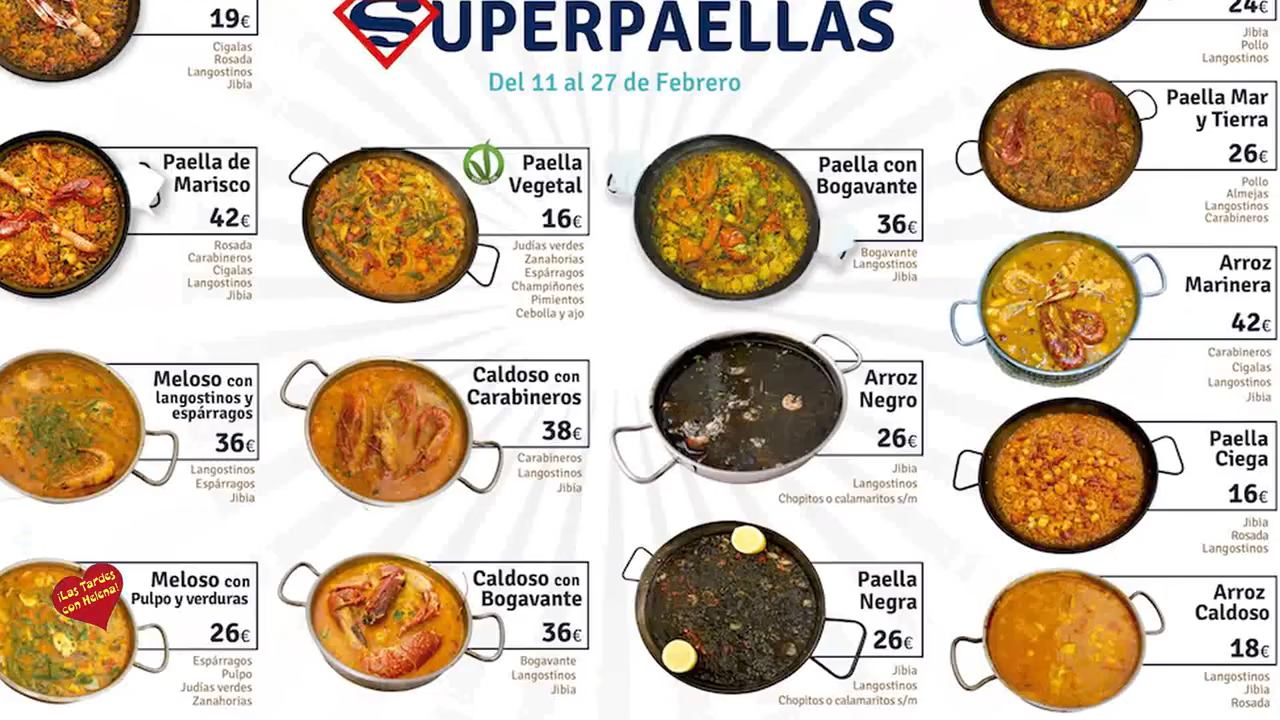 19€
Cigalas
Rosada
Langostinos
Jibia
SUPERPAELLAS
Del 11 al 27 de Febrero
24€
Jibia
Pollo
Langostinos
Paella de
Marisco
42€
Rosada
Carabineros
Cigalas
Langostinos
Jibia
Paella
Vegetal
16€
Judías verdes
Zanahorias
Espárragos
Champiñones
Pimientos
Cebolla y ajo
Paella con
Bogavante
36€
Bogavante
Langostinos
Jibia
Paella Mar
y Tierra
26€
Pollo
Almejas
Langostinos
Carabineros
Arroz
Marinera
42€
Carabineros
Cigalas
Langostinos
Jibia
Meloso con
langostinos y
espárragos
36€
Langostinos
Espárragos
Jibia
Caldoso con
Carabineros
38€
Carabineros
Langostinos
Jibia
Arroz
Negro
26€
Jibia
Langostinos
Chopitos o calamaritos s/m
Paella
Ciega
16€
Jibia
Rosada
Langostinos
¡Las Tardes
con Helena!
Meloso con
Pulpo y verduras
26€
Espárragos
Pulpo
Judías verdes
Zanahorias
Caldoso con
Bogavante
36€
Bogavante
Langostinos
Jibia
Paella
Negra
26€
Jibia
Langostinos
Chopitos o calamaritos s/m
Arroz
Caldoso
18€
Langostinos
Jibia
Rosada